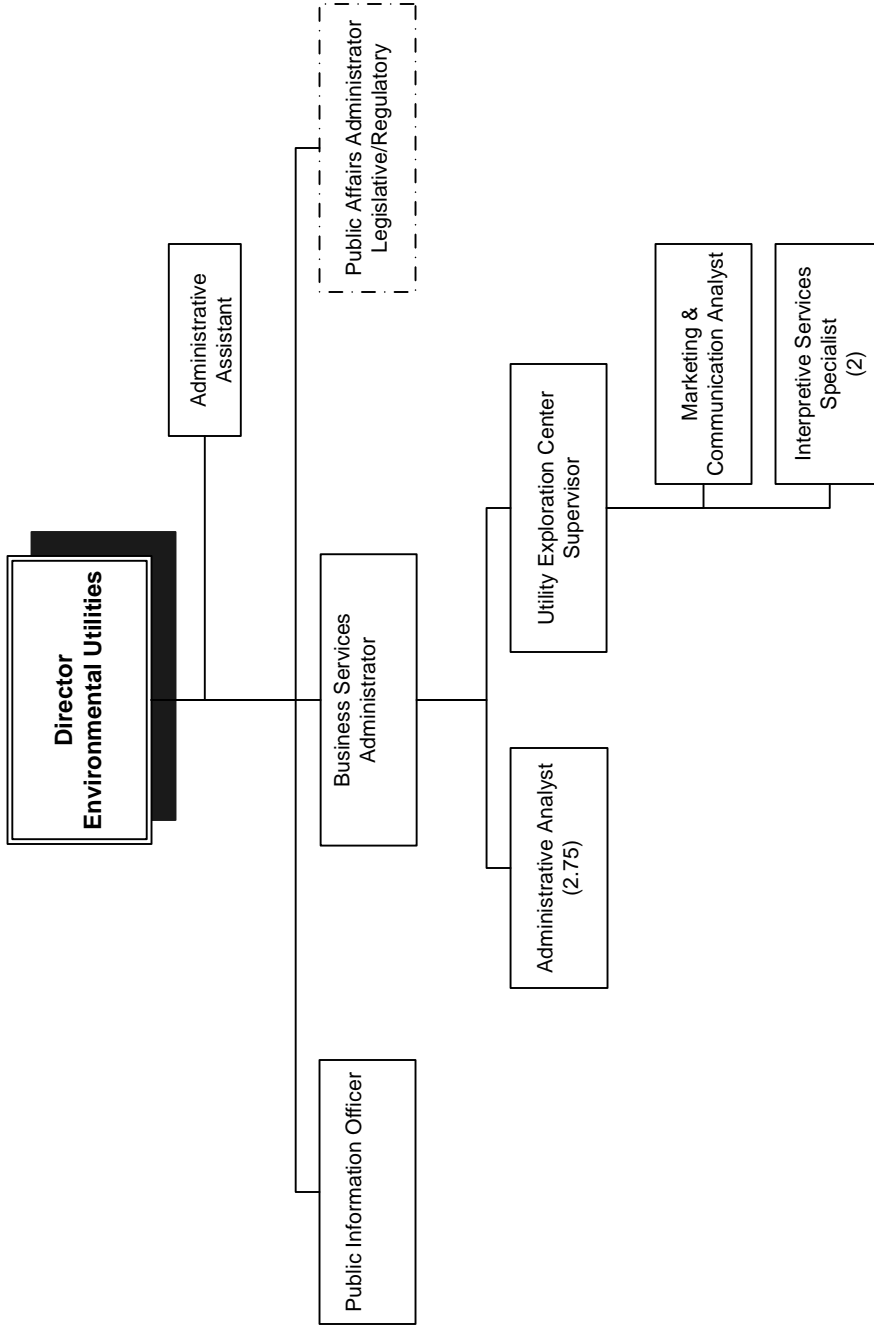 Director
Environmental Utilities
Administrative
Assistant
Public Information Officer
Business Services
Administrator
Public Affairs Administrator
Legislative/Regulatory
Administrative Analyst
(2.75)
Utility Exploration Center
Supervisor
Marketing &
Communication Analyst
Interpretive Services
Specialist
(2)